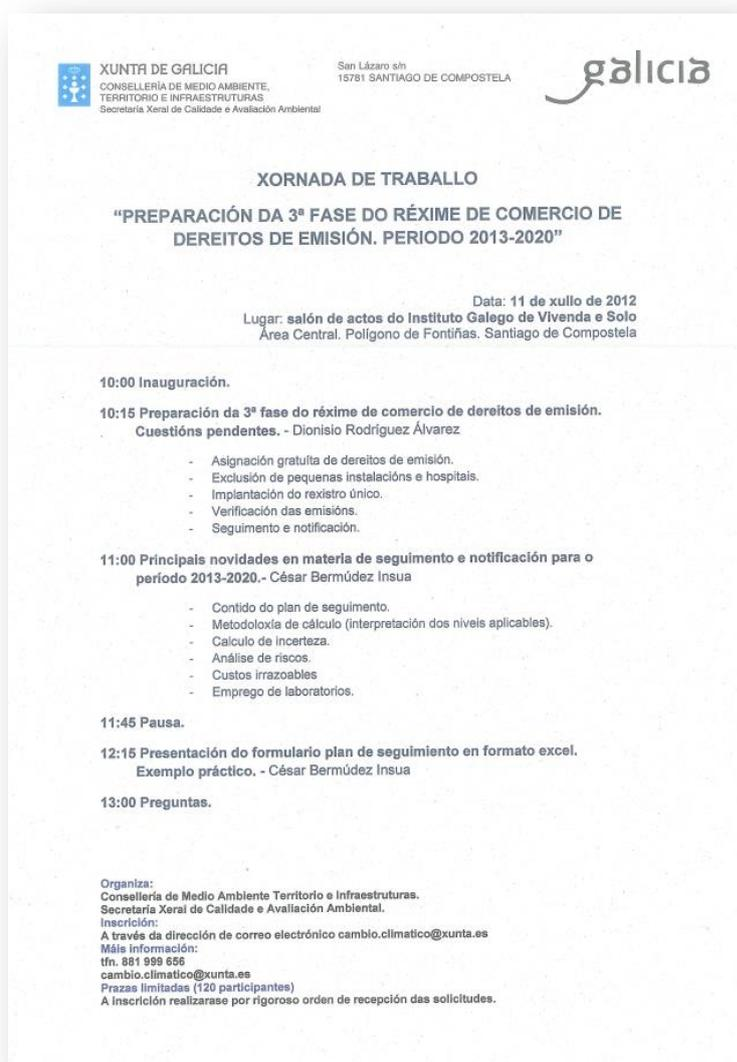 XUNTA DE GALICIA
CONSELLERÍA DE MEDIO AMBIENTE,
TERRITORIO E INFRAESTRUTURAS
Secretaría Xeral de Calidade e Avaliación Ambiental
San Lázaro s/n
15781 SANTIAGO DE COMPOSTELA
galicia
XORNADA DE TRABALLO
“PREPARACIÓN DA 3ª FASE DO RÉXIME DE COMERCIO DE
DEREITOS DE EMISIÓN. PERIODO 2013-2020”
Data: 11 de xullo de 2012
Lugar: salón de actos do Instituto Galego de Vivenda e Solo
Área Central. Polígono de Fontiñas. Santiago de Compostela
10:00 Inauguración.
10:15 Preparación da 3ª fase do réxime de comercio de dereitos de emisión.
Cuestións pendentes. - Dionisio Rodríguez Álvarez
- Asignación gratuíta de dereitos de emisión.
- Exclusión de pequenas instalacións e hospitais.
- Implantación do rexistro único.
- Verificación das emisións.
- Seguimento e notificación.
11:00 Principais novidades en materia de seguimento e notificación para o
período 2013-2020.- César Bermúdez Insua
- Contido do plan de seguimento.
- Metodoloxía de cálculo (interpretación dos niveis aplicables).
- Calculo de incerteza.
- Análise de riscos.
- Custos irrazoables
- Emprego de laboratorios.
11:45 Pausa.
12:15 Presentación do formulario plan de seguimiento en formato excel.
Exemplo práctico. - César Bermúdez Insua
13:00 Preguntas.
Organiza:
Consellería de Medio Ambiente Territorio e Infraestruturas.
Secretaría Xeral de Calidade e Avaliación Ambiental.
Inscrición:
A través da dirección de correo electrónico cambio.climatico@xunta.es
Máis información:
tfn. 881 999 656
cambio.climatico@xunta.es
Prazas limitadas (120 participantes)
A inscrición realizarase por rigoroso orden de recepción das solicitudes.